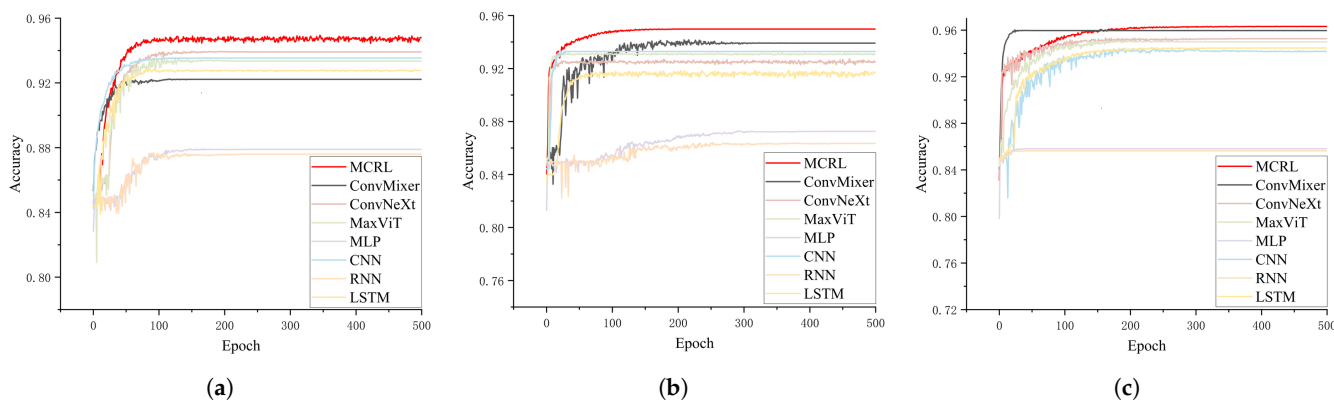 0.96
0.92
0.88
0.84
0.80
Accuracy
0 100 200 300 400 500
Epoch
MCRL
ConvMixer
ConvNeXt
MaxViT
MLP
CNN
RNN
LSTM
(a)
0.96
0.92
0.88
0.84
0.80
0.76
Accuracy
0 100 200 300 400 500
Epoch
MCRL
ConvMixer
ConvNeXt
MaxViT
MLP
CNN
RNN
LSTM
(b)
0.96
0.92
0.88
0.84
0.80
0.76
0.72
Accuracy
0 100 200 300 400 500
Epoch
MCRL
ConvMixer
ConvNeXt
MaxViT
MLP
CNN
RNN
LSTM
(c)